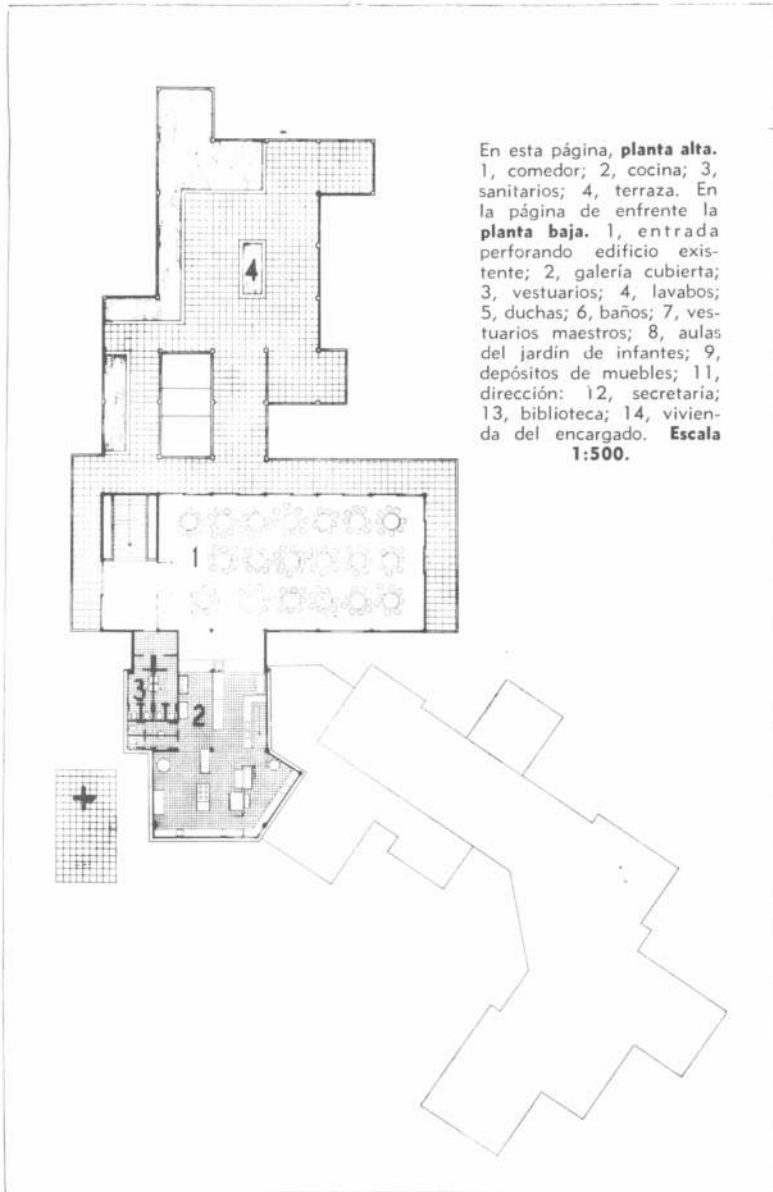 En esta página, planta alta.
1, comedor; 2, cocina; 3,
sanitarios; 4, terraza. En
la página de enfrente la
planta baja. 1, entrada
perforando edificio exis-
tente; 2, galería cubierta;
3, vestuarios; 4, lavabos;
5, duchas; 6, baños; 7, ves-
tuarios maestros; 8, aulas
del jardín de infantes; 9,
depósitos de muebles; 11,
dirección: 12, secretaría;
13, biblioteca; 14, vivien-
da del encargado. Escala
1:500.
4
1
3
2